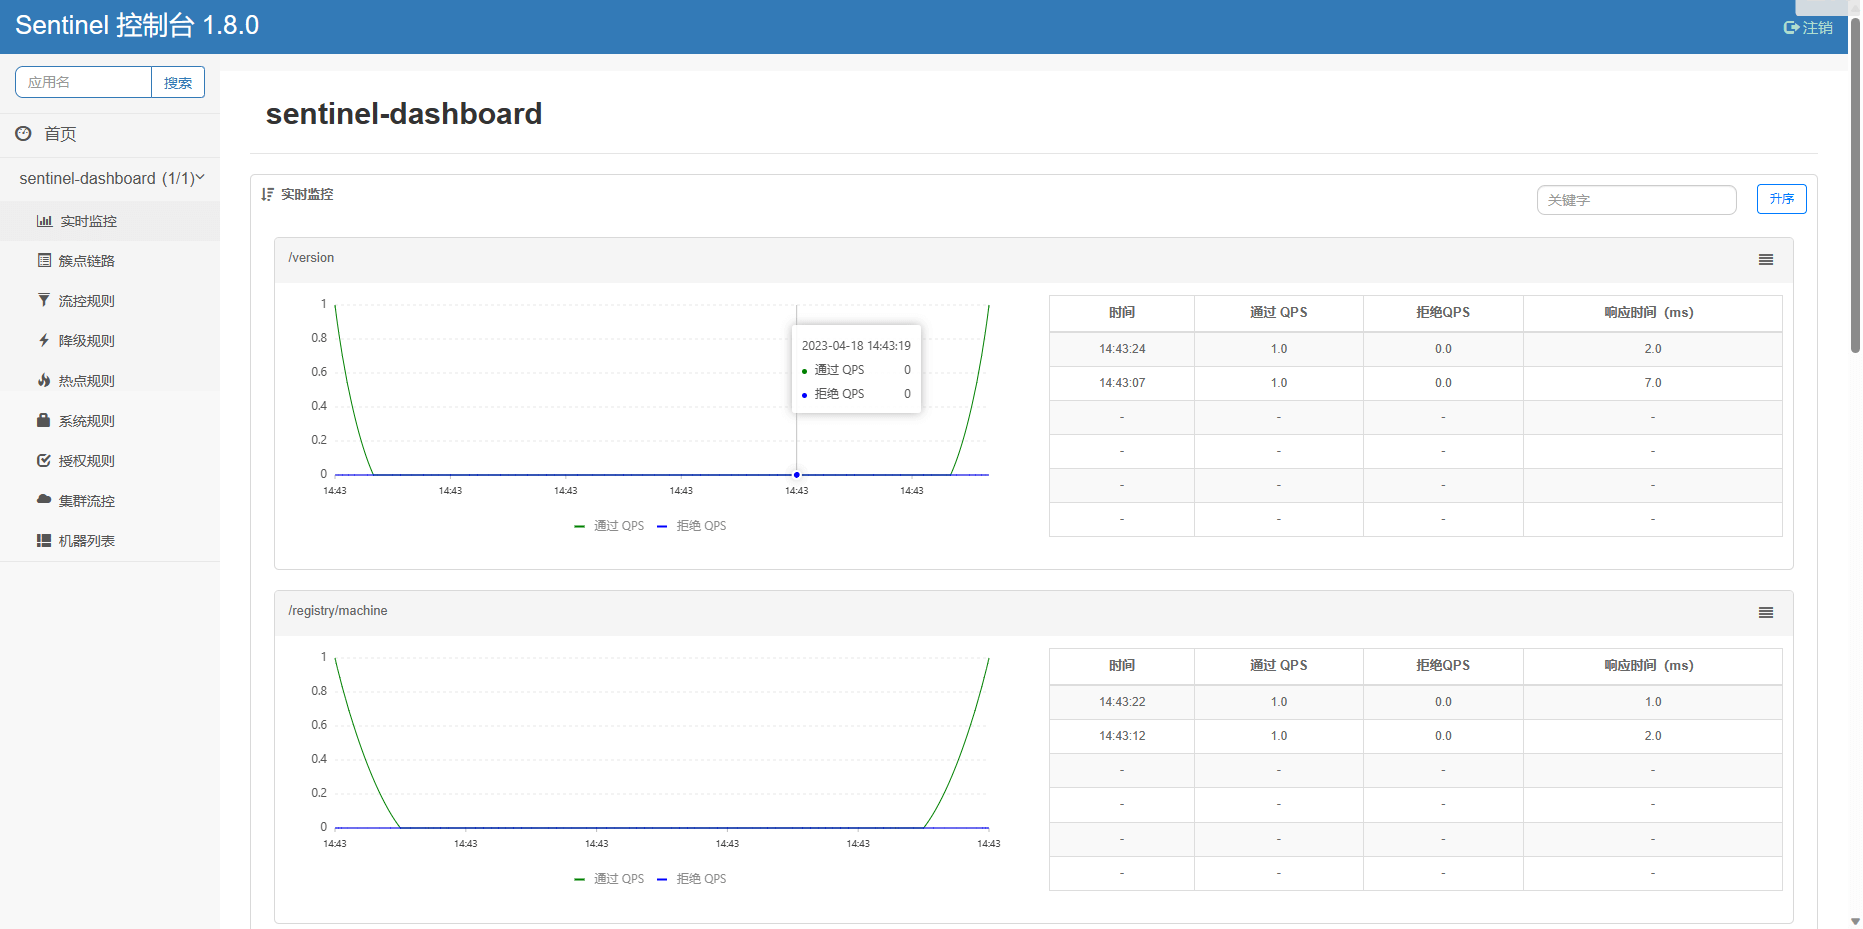 Sentinel 控制台 1.8.0
注销
应用名
搜索
首页
sentinel-dashboard (1/1)
实时监控
簇点链路
流控规则
降级规则
热点规则
系统规则
授权规则
集群流控
机器列表
sentinel-dashboard
实时监控
关键字
升序
/version
1
0.8
0.6
0.4
0.2
0
14:43 14:43 14:43 14:43 14:43 14:43
2023-04-18 14:43:19
通过 QPS 0
拒绝 QPS 0
通过 QPS 拒绝 QPS
时间 通过 QPS 拒绝QPS 响应时间 (ms)
14:43:24 1.0 0.0 2.0
14:43:07 1.0 0.0 7.0
- - - -
- - - -
- - - -
- - - -
/registry/machine
1
0.8
0.6
0.4
0.2
0
14:43 14:43 14:43 14:43 14:43 14:43
通过 QPS 拒绝 QPS
时间 通过 QPS 拒绝QPS 响应时间 (ms)
14:43:22 1.0 0.0 1.0
14:43:12 1.0 0.0 2.0
- - - -
- - - -
- - - -
- - - -